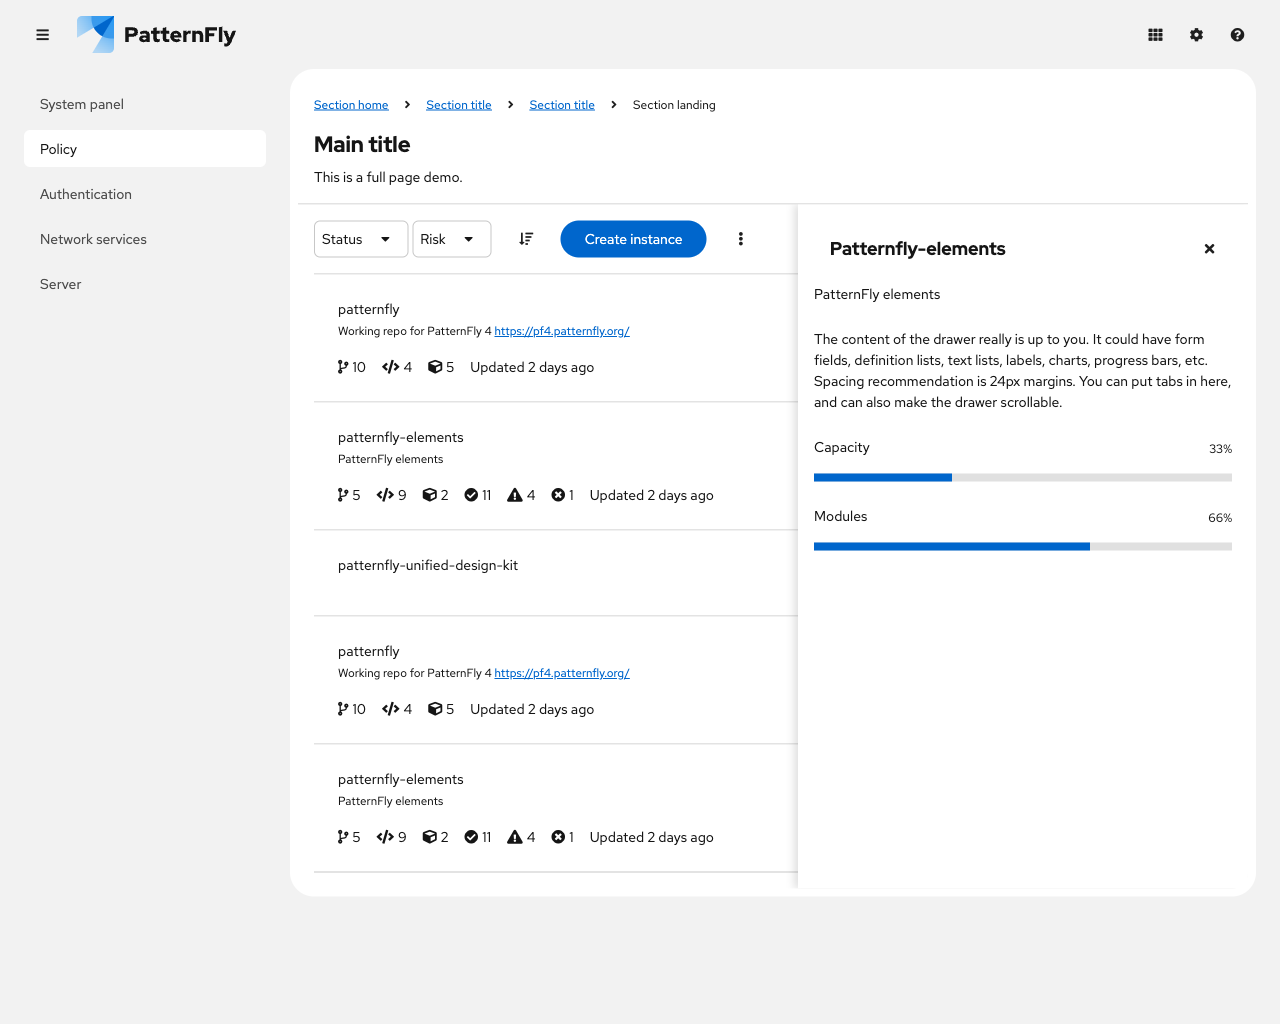 PatternFly
System panel
Policy
Authentication
Network services
Server
Section home
Section title
Section title
Section landing
Main title
This is a full page demo.
Status
Risk
Create instance
patternfly
Working repo for PatternFly 4 https://pf4.patternfly.org/
10 4 5 Updated 2 days ago
patternfly-elements
PatternFly elements
5 9 2 11 4 1 Updated 2 days ago
patternfly-unified-design-kit
patternfly
Working repo for PatternFly 4 https://pf4.patternfly.org/
10 4 5 Updated 2 days ago
patternfly-elements
PatternFly elements
5 9 2 11 4 1 Updated 2 days ago
Patternfly-elements
PatternFly elements
The content of the drawer really is up to you. It could have form
fields, definition lists, text lists, labels, charts, progress bars, etc.
Spacing recommendation is 24px margins. You can put tabs in here,
and can also make the drawer scrollable.
Capacity 33%
Modules 66%